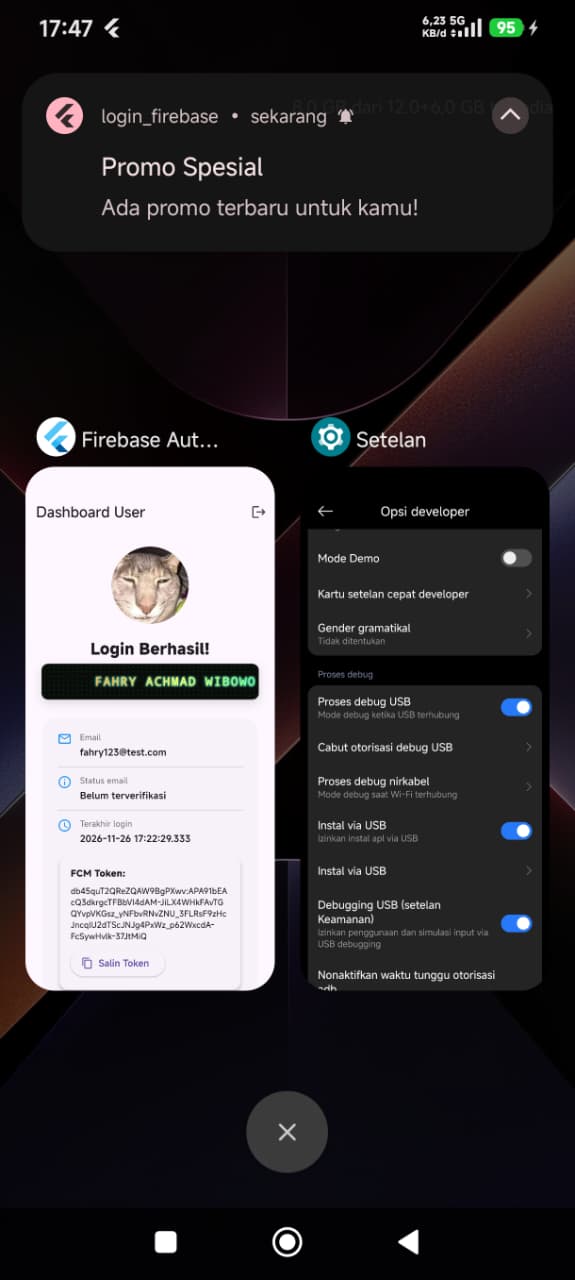 17:47
6,23 5G
KB/d
95
login_firebase • sekarang
Promo Spesial
Ada promo terbaru untuk kamu!
Firebase Aut...
Setelan
Dashboard User
Login Berhasil!
FAHRY ACHMAD WIBOWO
Email
fahry123@test.com
Status email
Belum terverifikasi
Terakhir login
2026-11-26 17:22:29.333
FCM Token:
db45quT2QReZQAW9BgPXwv:APA91bEA
cQ3dkrgcTFBbVl4dAM-JiLX4WHkFAvTG
QYvpVKGsz_yNFbvRNvZNU_3FLRsF9zHc
JncqIU2dTScJNJg4PxWz_p62WxcdA-
FcSywHvlk-37JtMiQ
Salin Token
Opsi developer
Mode Demo
Kartu setelan cepat developer
Gender gramatikal
Tidak ditentukan
Proses debug
Proses debug USB
Mode debug ketika USB terhubung
Cabut otorisasi debug USB
Proses debug nirkabel
Mode debug saat Wi-Fi terhubung
Instal via USB
Izinkan instal apl via USB
Instal via USB
Debugging USB (setelan
Keamanan)
Izinkan penggunaan dan simulasi input via
USB debugging
Nonaktifkan waktu tunggu otorisasi
adb